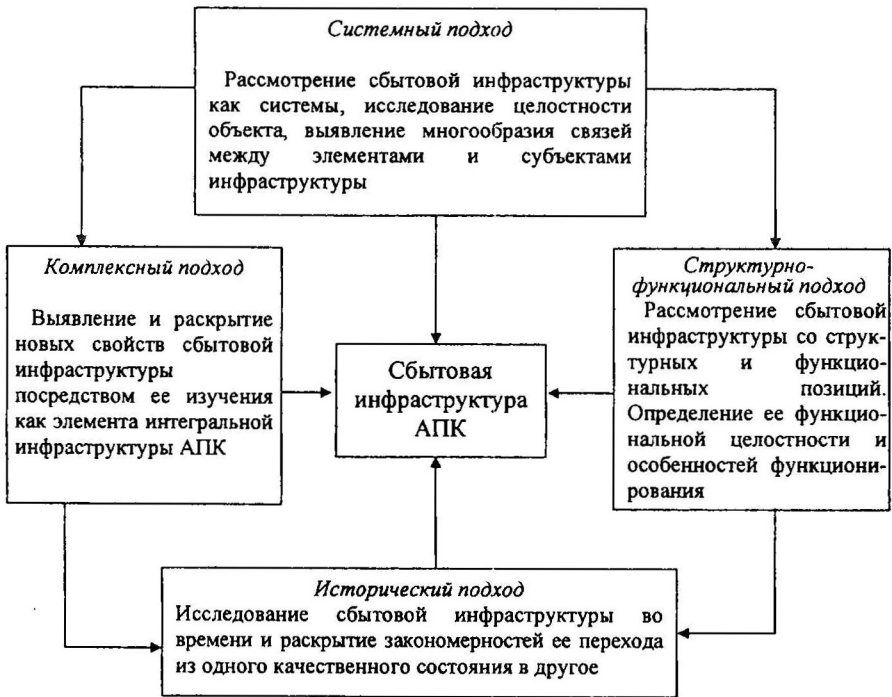 Системный подход
Рассмотрение сбытовой инфраструктуры
как системы, исследование целостности
объекта, выявление многообразия связей
между элементами и субъектами
инфраструктуры
Комплексный подход
Выявление и раскрытие
новых свойств сбытовой
инфраструктуры
посредством ее изучения
как элемента интегральной
инфраструктуры АПК
Сбытовая
инфраструктура
АПК
Структурно-
функциональный подход
Рассмотрение сбытовой
инфраструктуры со струк-
турных и функцио-
нальных позиций.
Определение ее функцио-
нальной целостности и
особенностей функциони-
рования
Исторический подход
Исследование сбытовой инфраструктуры во
времени и раскрытие закономерностей ее перехода
из одного качественного состояния в другое